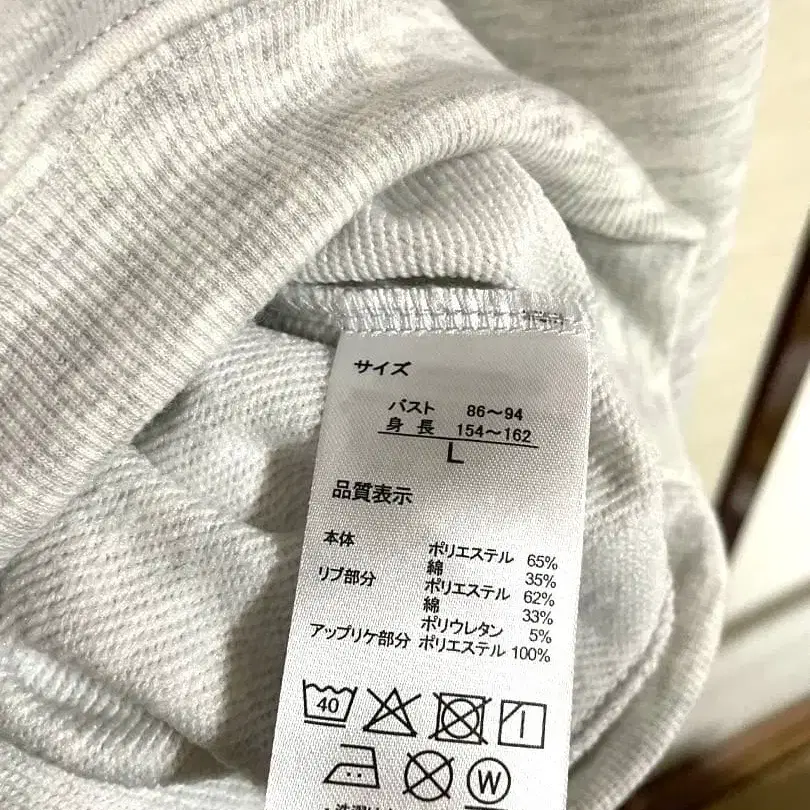 サイズ
バスト 86～94
身長 154～162
L
品質表示
本体 ポリエステル 65%
綿 35%
リブ部分 ポリエステル 62%
綿 33%
ポリウレタン 5%
アップリケ部分 ポリエステル 100%
40
W